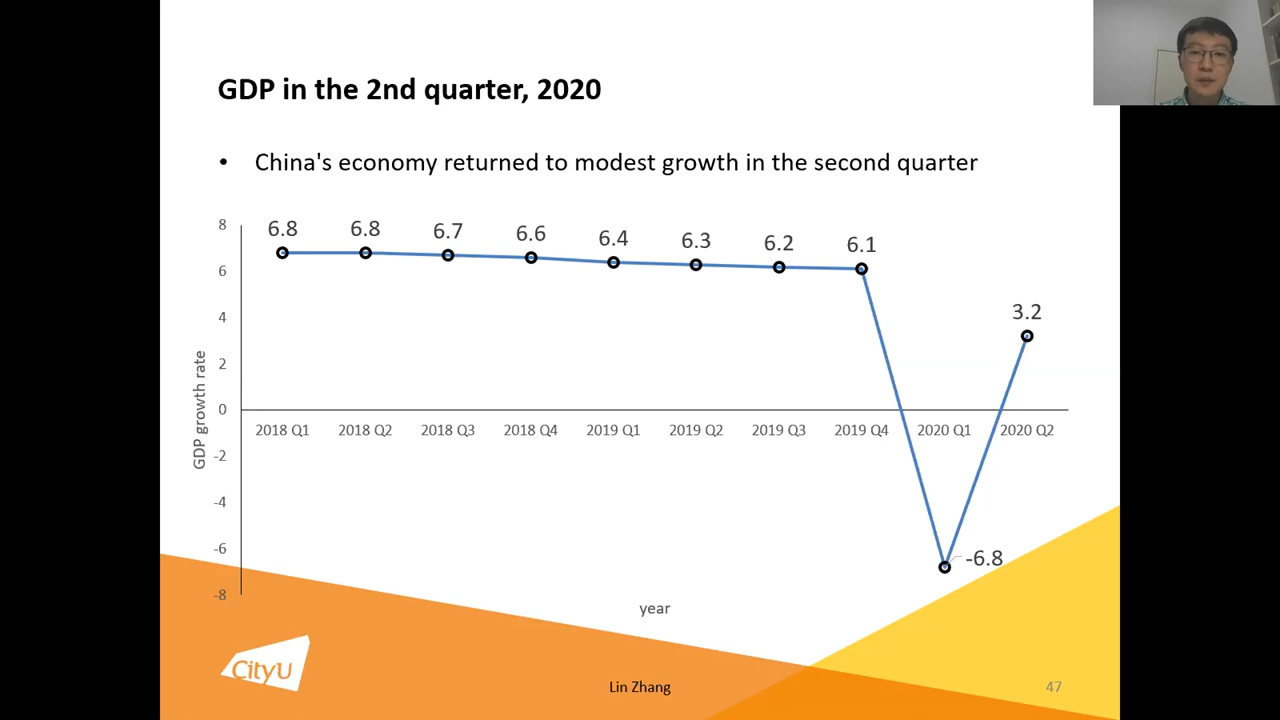 GDP in the 2nd quarter, 2020
• China's economy returned to modest growth in the second quarter
8
6
4
2
0
-2
-4
-6
-8
GDP growth rate
6.8
6.8
6.7
6.6
6.4
6.3
6.2
6.1
-6.8
3.2
2018 Q1 2018 Q2 2018 Q3 2018 Q4 2019 Q1 2019 Q2 2019 Q3 2019 Q4 2020 Q1 2020 Q2
year
CityU
Lin Zhang
47